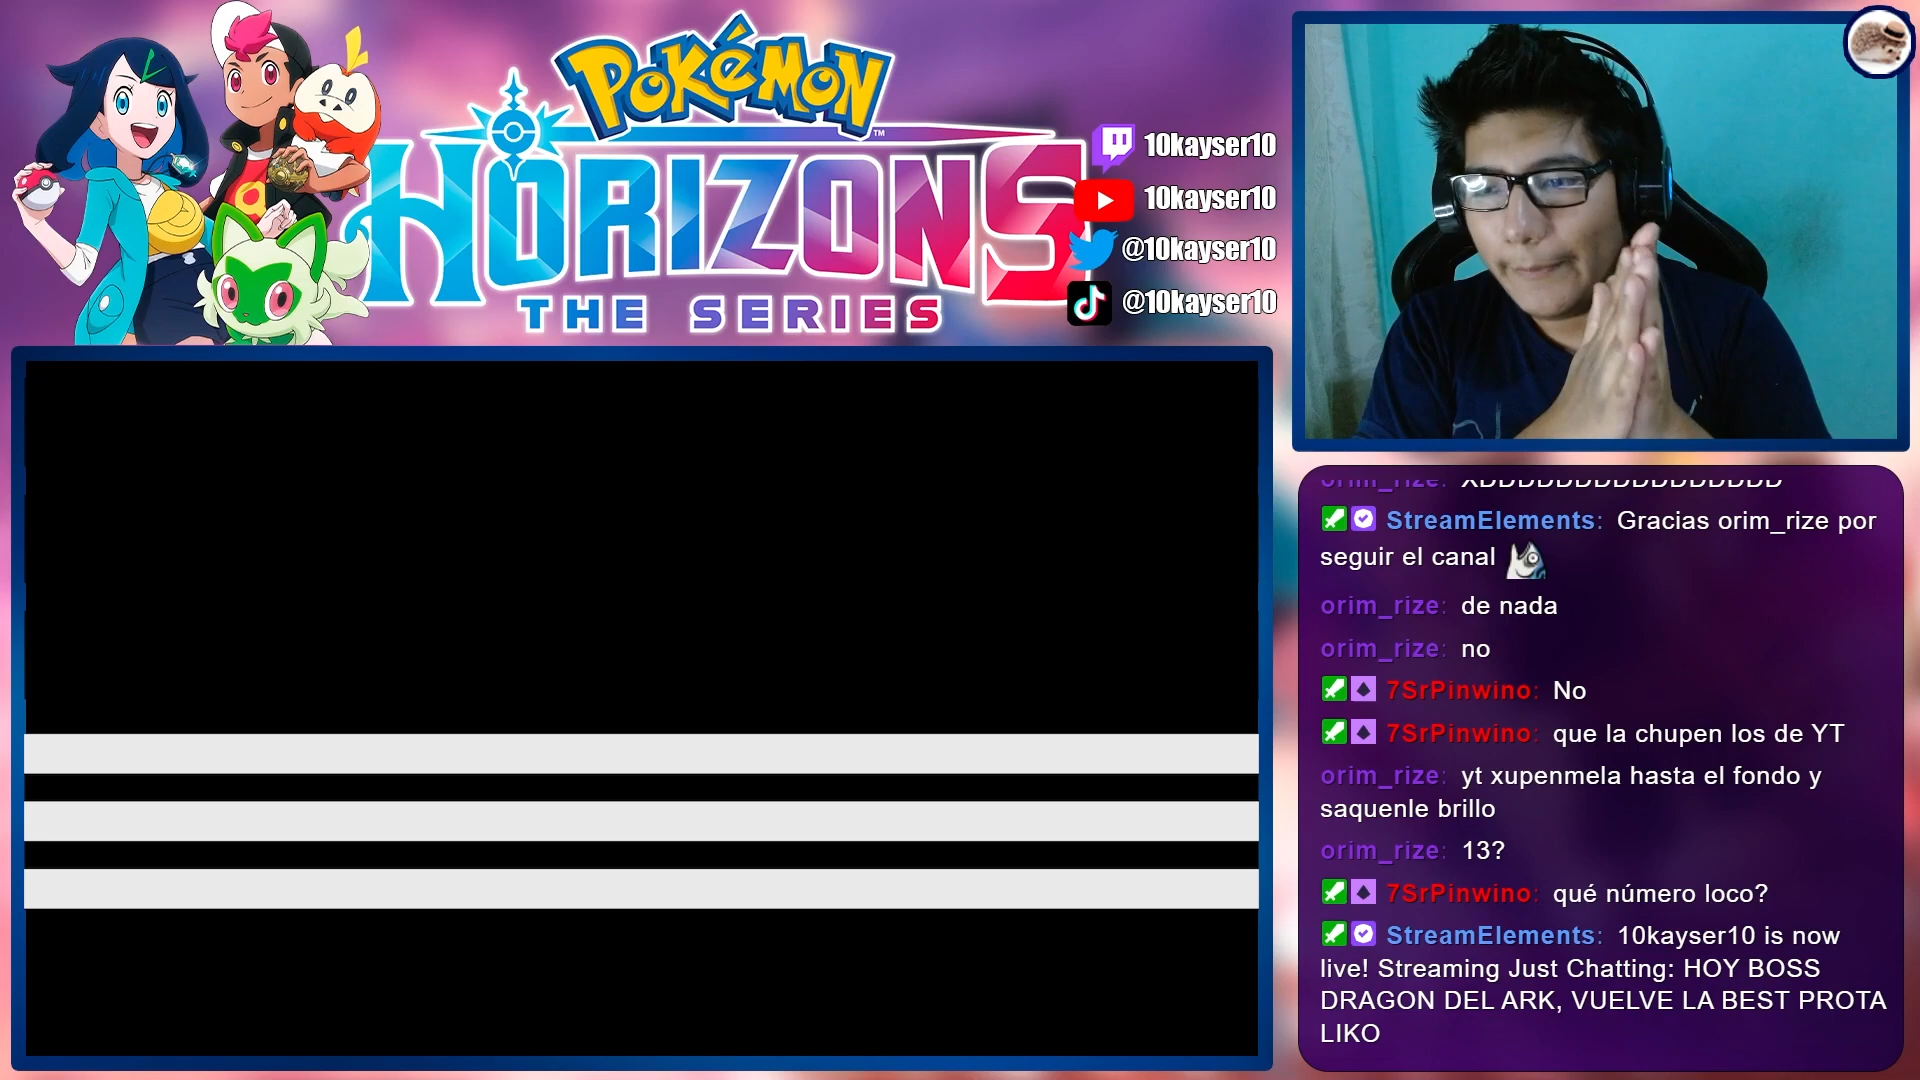 POKÉMON
TM
HORIZONS
THE SERIES
10kayser10
10kayser10
@10kayser10
@10kayser10
orim_rize: XDDDDDDDDDDDDDDDD
StreamElements: Gracias orim_rize por
seguir el canal
orim_rize: de nada
orim_rize: no
7SrPinwino: No
7SrPinwino: que la chupen los de YT
orim_rize: yt xupenmela hasta el fondo y
saquenle brillo
orim_rize: 13?
7SrPinwino: qué número loco?
StreamElements: 10kayser10 is now
live! Streaming Just Chatting: HOY BOSS
DRAGON DEL ARK, VUELVE LA BEST PROTA
LIKO